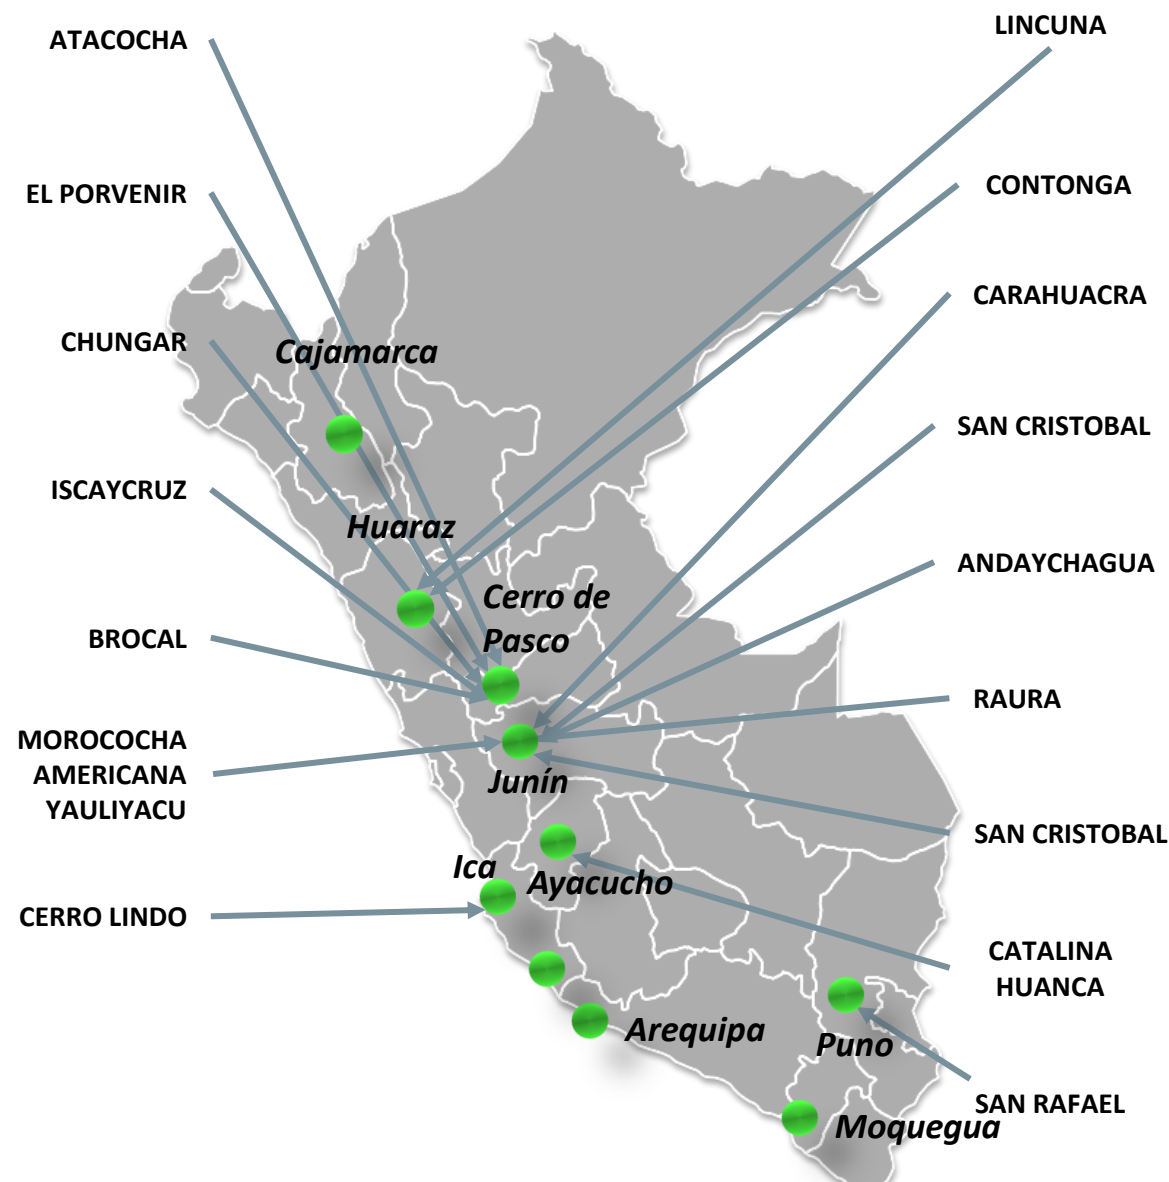 ATACOCHA
EL PORVENIR
CHUNGAR
ISCAYCRUZ
BROCAL
MOROCOCHA
AMERICANA
YAULIYACU
CERRO LINDO
Cajamarca
Huaraz
Cerro de
Pasco
Junín
Ica
Ayacucho
Arequipa
Puno
Moquegua
LINCUNA
CONTONGA
CARAHUACRA
SAN CRISTOBAL
ANDAYCHAGUA
RAURA
SAN CRISTOBAL
CATALINA
HUANCA
SAN RAFAEL